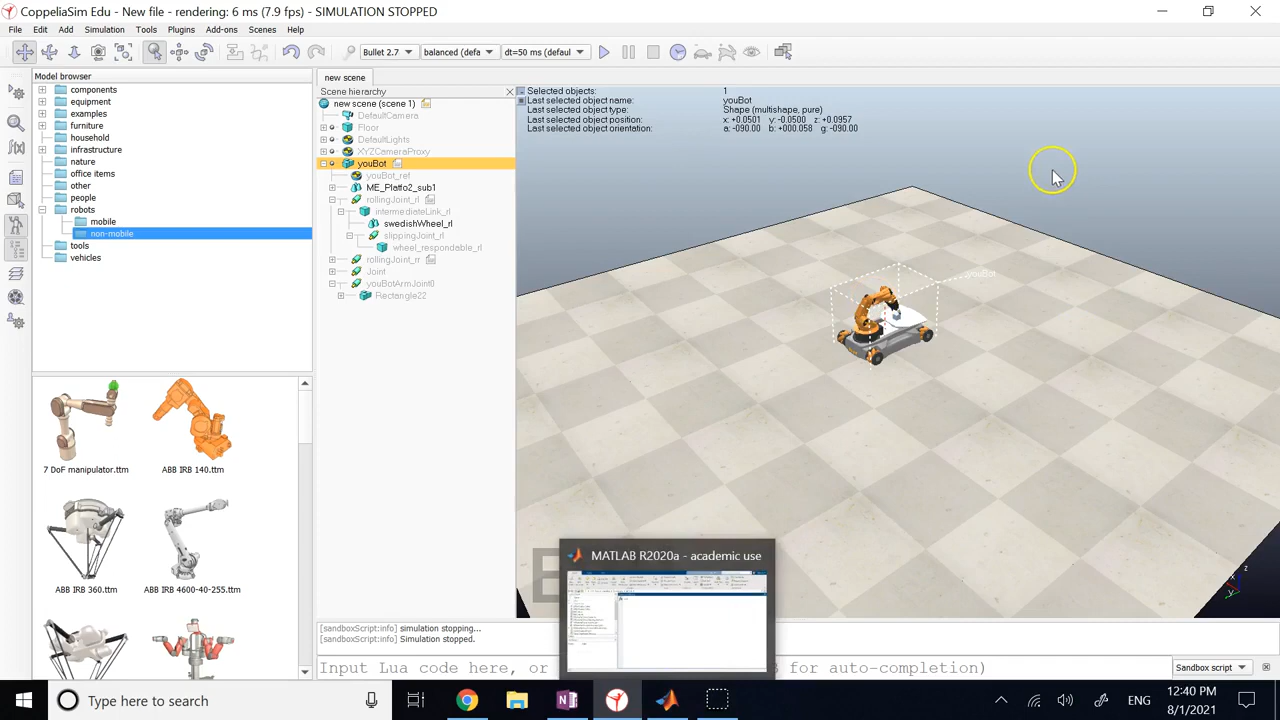 CoppeliaSim Edu - New file - rendering: 6 ms (7.9 fps) - SIMULATION STOPPED
File Edit Add Simulation Tools Plugins Add-ons Scenes Help
Bullet 2.7 balanced (defa dt=50 ms (defaul
Model browser
components
equipment
examples
furniture
household
infrastructure
nature
office items
other
people
robots
mobile
non-mobile
tools
vehicles
7 DoF manipulator.ttm ABB IRB 140.ttm
ABB IRB 360.ttm ABB IRB 4600-40-255.ttm
new scene
Scene hierarchy
new scene (scene 1)
DefaultCamera
Floor
DefaultLights
XYZCameraProxy
youBot
youBot_ref
ME_Platfo2_sub1
rollingJoint_rl
intermediateLink_rl
swedishWheel_rl
slippingJoint_rl
wheel_respondable_rl
rollingJoint_rr
Joint
youBotArmJoint0
Rectangle22
Selected objects: 1
Last selected object name: youBot
Last selected object type: Shape (multishape, pure)
Last selected object position: x: +0.0501 y: -0.0500 z: +0.0957
Last selected object orientation: a: -090.00 b: +000.058 g: -090.00
youBot
[sandboxScript:info] simulation stopping...
[sandboxScript:info] Simulation stopped.
Input Lua code here, or for auto-completion)
Sandbox script
MATLAB R2020a - academic use
Type here to search
ENG
12:40 PM
8/1/2021